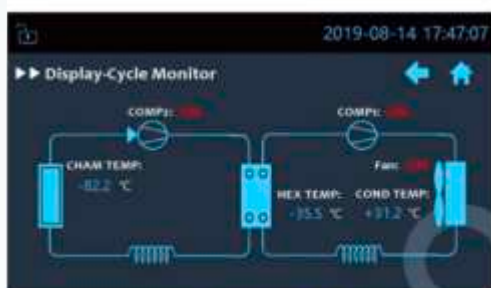 2019-08-14 17:47:07
Display-Cycle Monitor
COMP2:
COMP1:
CHAM TEMP:
-82.2 ℃
Fan:
HEX TEMP: COND TEMP:
-35.5 ℃ +31.2 ℃